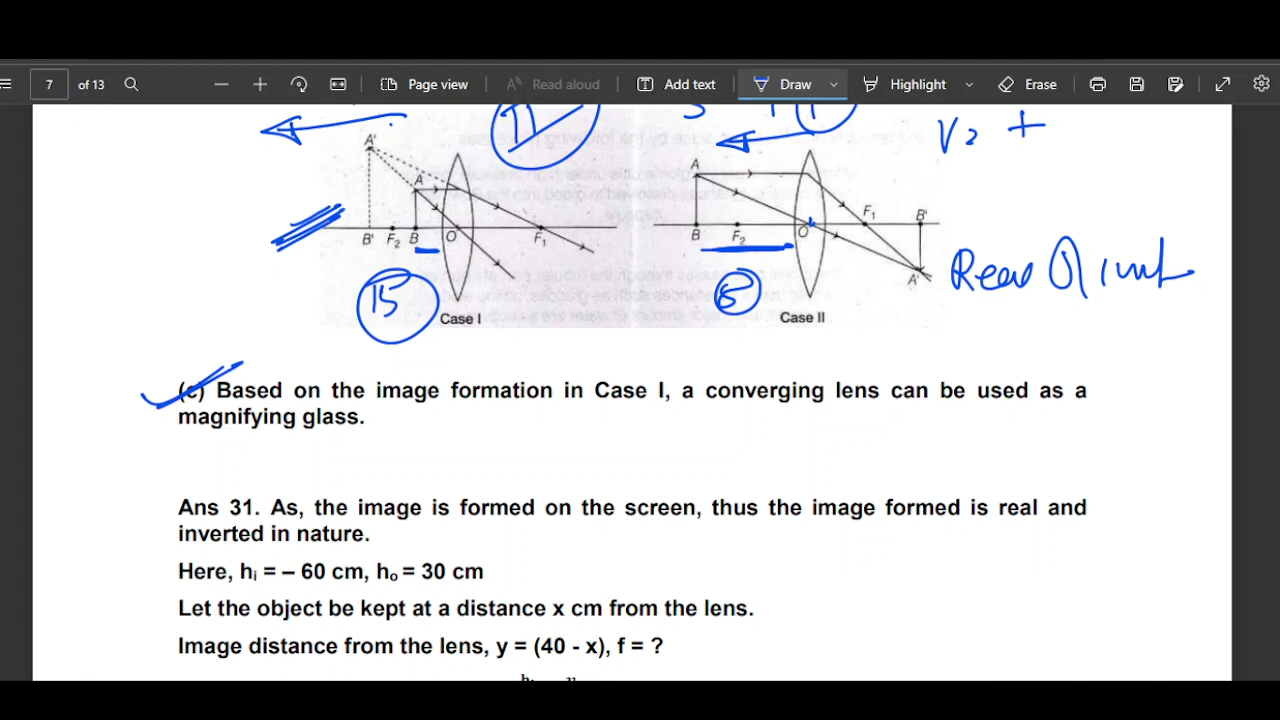 7 of 13 Page view Read aloud Add text Draw Highlight Erase
V2 +
A' A A F1 B'
B' F2 B O F1 B F2 O A' Real
15
Case I Case II
(c) Based on the image formation in Case I, a converging lens can be used as a
magnifying glass.
Ans 31. As, the image is formed on the screen, thus the image formed is real and
inverted in nature.
Here, hᵢ = – 60 cm, hₒ = 30 cm
Let the object be kept at a distance x cm from the lens.
Image distance from the lens, y = (40 - x), f = ?